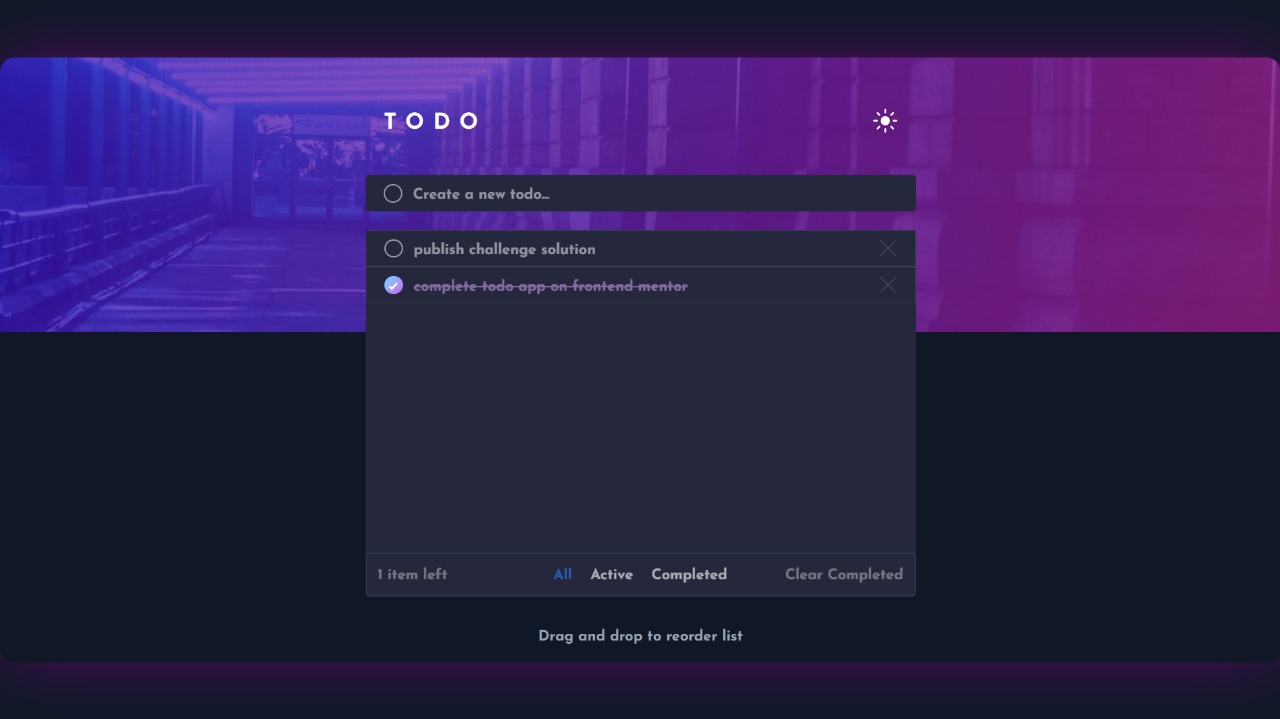 TODO
Create a new todo...
publish challenge solution
complete todo app on frontend mentor
1 item left All Active Completed Clear Completed
Drag and drop to reorder list